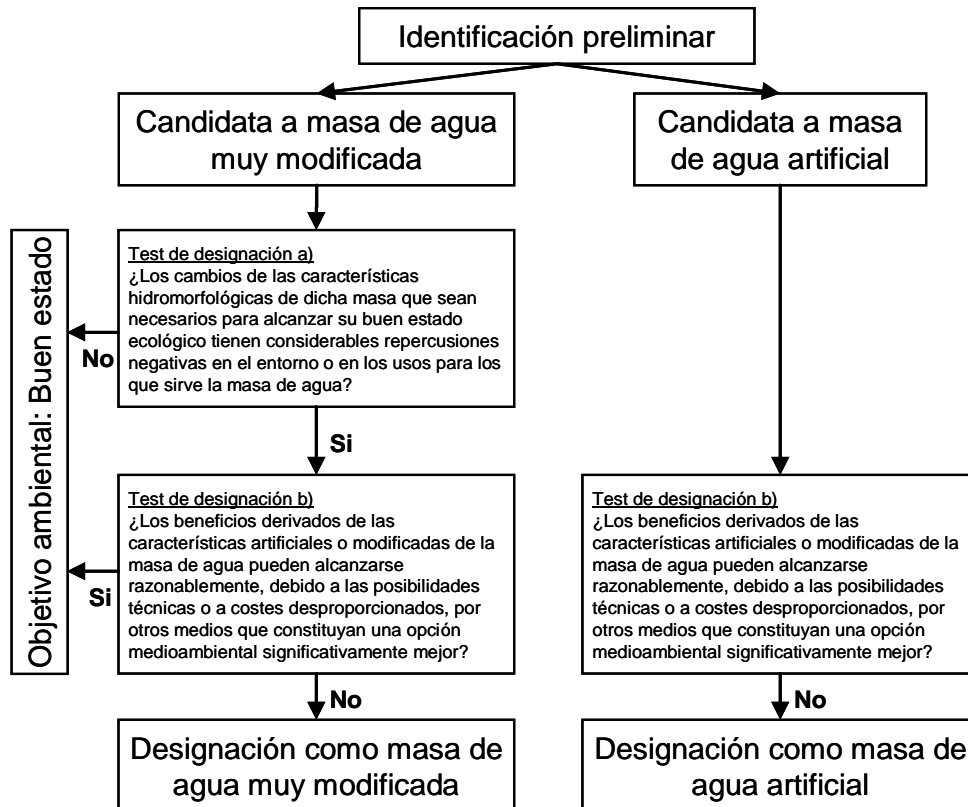 Identificación preliminar
Candidata a masa de agua
muy modificada
Candidata a masa
de agua artificial
Objetivo ambiental: Buen estado
Test de designación a)
¿Los cambios de las características
hidromorfológicas de dicha masa que sean
necesarios para alcanzar su buen estado
ecológico tienen considerables repercusiones
negativas en el entorno o en los usos para los
que sirve la masa de agua?
No
Si
Test de designación b)
¿Los beneficios derivados de las
características artificiales o modificadas de la
masa de agua pueden alcanzarse
razonablemente, debido a las posibilidades
técnicas o a costes desproporcionados, por
otros medios que constituyan una opción
medioambiental significativamente mejor?
Si
No
Designación como masa de
agua muy modificada
Test de designación b)
¿Los beneficios derivados de las
características artificiales o modificadas de la
masa de agua pueden alcanzarse
razonablemente, debido a las posibilidades
técnicas o a costes desproporcionados, por
otros medios que constituyan una opción
medioambiental significativamente mejor?
No
Designación como masa de
agua artificial